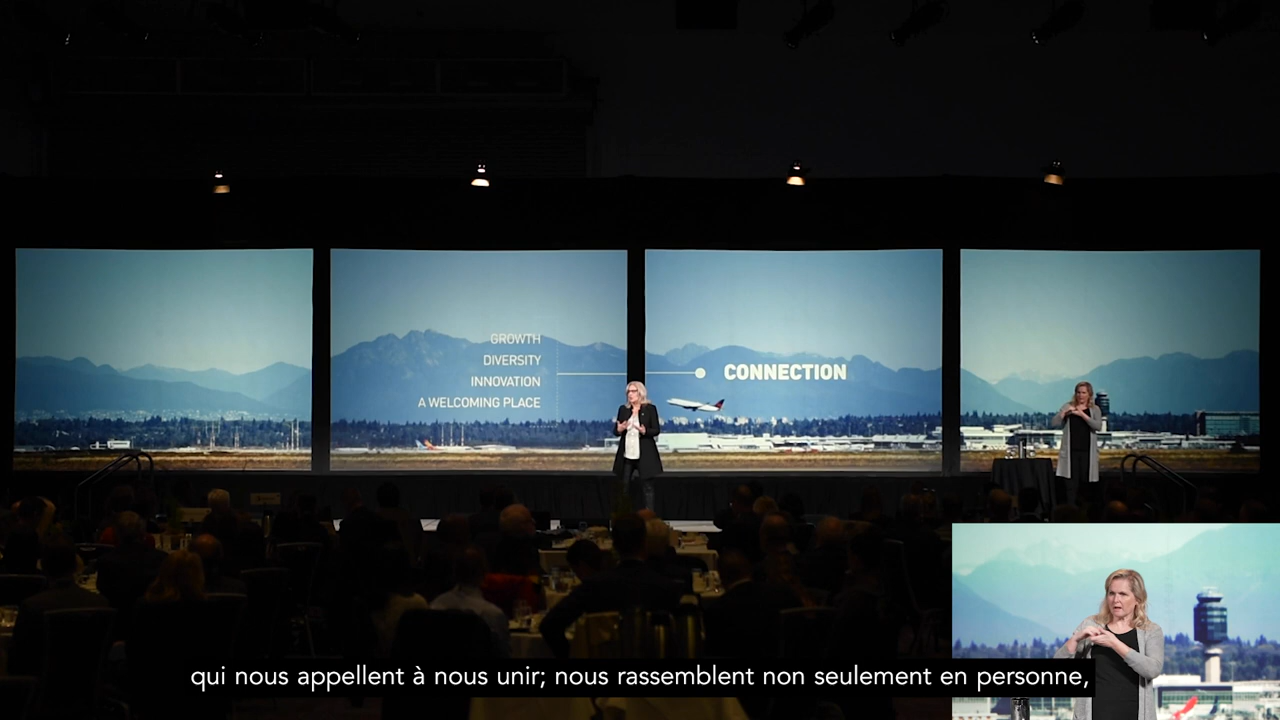 GROWTH
DIVERSITY
INNOVATION
A WELCOMING PLACE
CONNECTION
qui nous appellent à nous unir; nous rassemblent non seulement en personne,